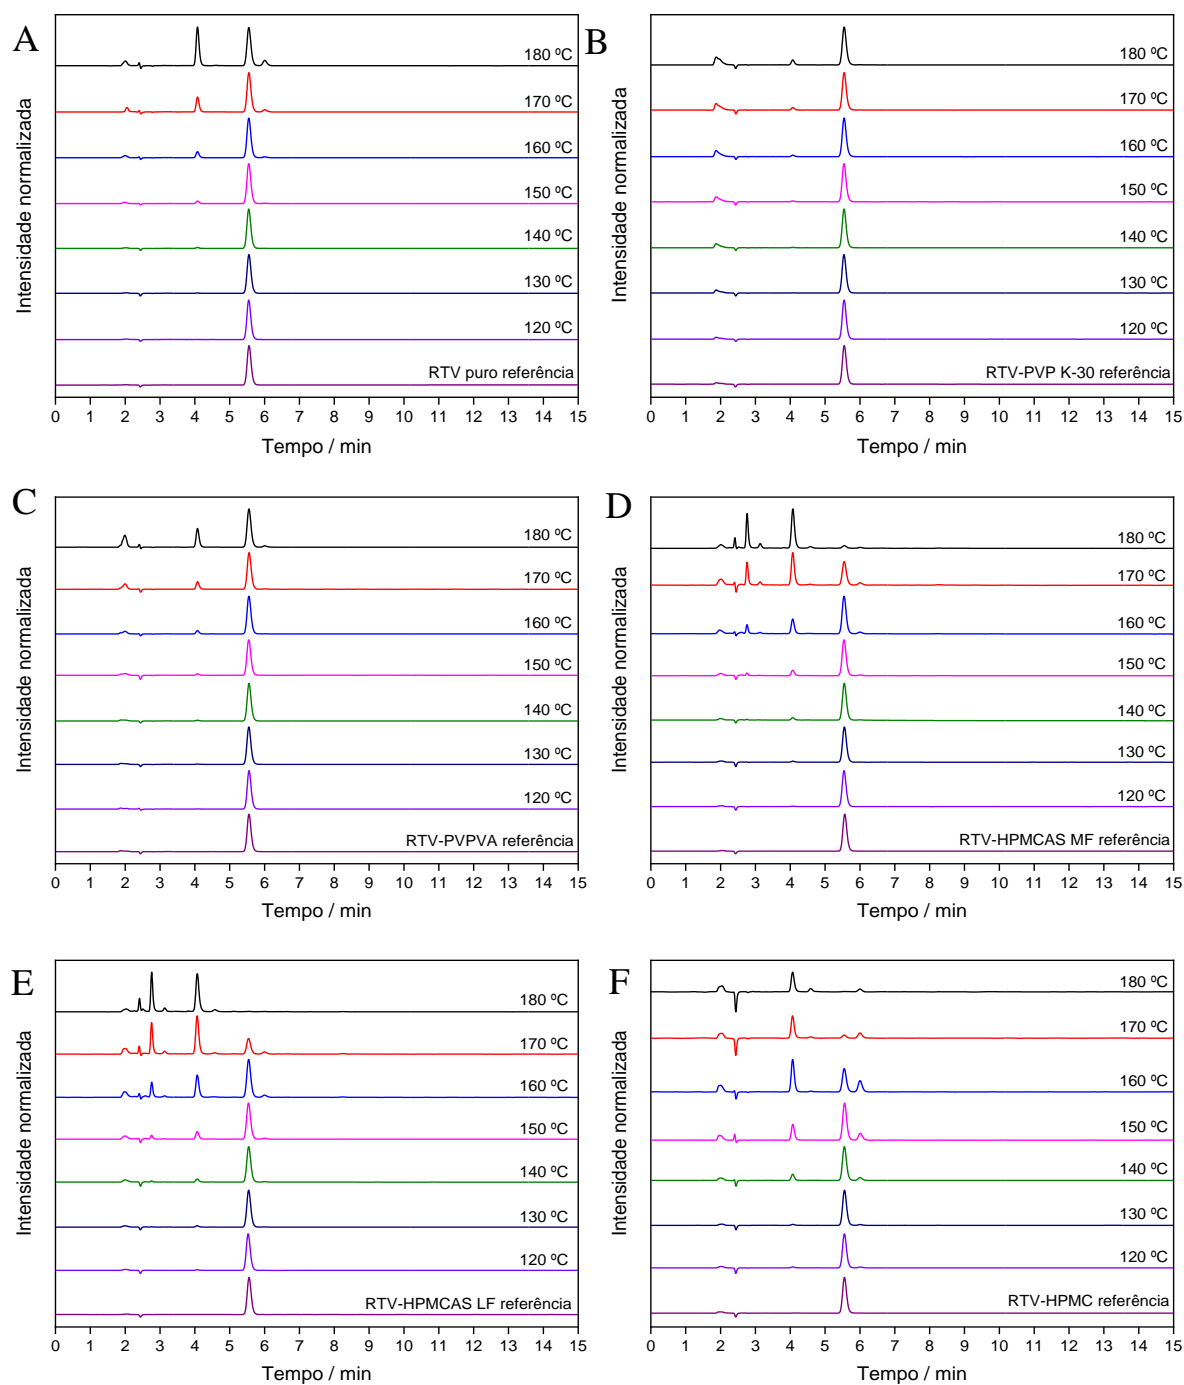 A
Intensidade normalizada
180 ºC
170 ºC
160 ºC
150 ºC
140 ºC
130 ºC
120 ºC
RTV puro referência
0 1 2 3 4 5 6 7 8 9 10 11 12 13 14 15
Tempo / min
B
Intensidade normalizada
180 ºC
170 ºC
160 ºC
150 ºC
140 ºC
130 ºC
120 ºC
RTV-PVP K-30 referência
0 1 2 3 4 5 6 7 8 9 10 11 12 13 14 15
Tempo / min
C
Intensidade normalizada
180 ºC
170 ºC
160 ºC
150 ºC
140 ºC
130 ºC
120 ºC
RTV-PVPVA referência
0 1 2 3 4 5 6 7 8 9 10 11 12 13 14 15
Tempo / min
D
Intensidade normalizada
180 ºC
170 ºC
160 ºC
150 ºC
140 ºC
130 ºC
120 ºC
RTV-HPMCAS MF referência
0 1 2 3 4 5 6 7 8 9 10 11 12 13 14 15
Tempo / min
E
Intensidade normalizada
180 ºC
170 ºC
160 ºC
150 ºC
140 ºC
130 ºC
120 ºC
RTV-HPMCAS LF referência
0 1 2 3 4 5 6 7 8 9 10 11 12 13 14 15
Tempo / min
F
Intensidade normalizada
180 ºC
170 ºC
160 ºC
150 ºC
140 ºC
130 ºC
120 ºC
RTV-HPMC referência
0 1 2 3 4 5 6 7 8 9 10 11 12 13 14 15
Tempo / min